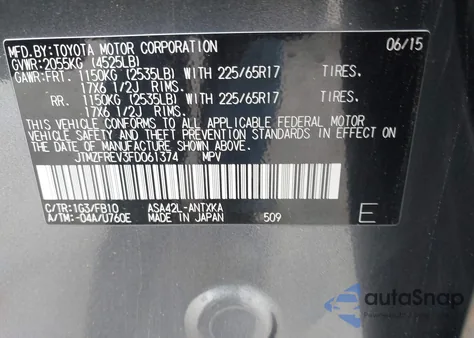 MFD.BY:TOYOTA MOTOR CORPORATION 06/15
GVWR:2055KG (4525LB)
GAWR:FRT. 1150KG (2535LB) WITH 225/65R17 TIRES.
17X6 1/2J RIMS.
RR. 1150KG (2535LB) WITH 225/65R17 TIRES.
17X6 1/2J RIMS.
THIS VEHICLE CONFORMS TO ALL APPLICABLE FEDERAL MOTOR
VEHICLE SAFETY AND THEFT PREVENTION STANDARDS IN EFFECT ON
THE DATE OF MANUFACTURE SHOWN ABOVE.
JTMZFREV3FD061374 MPV
C/TR:1G3/FB10 ASA42L-ANTXKA
A/TM:-04A/U760E MADE IN JAPAN 509 E
autoSnap